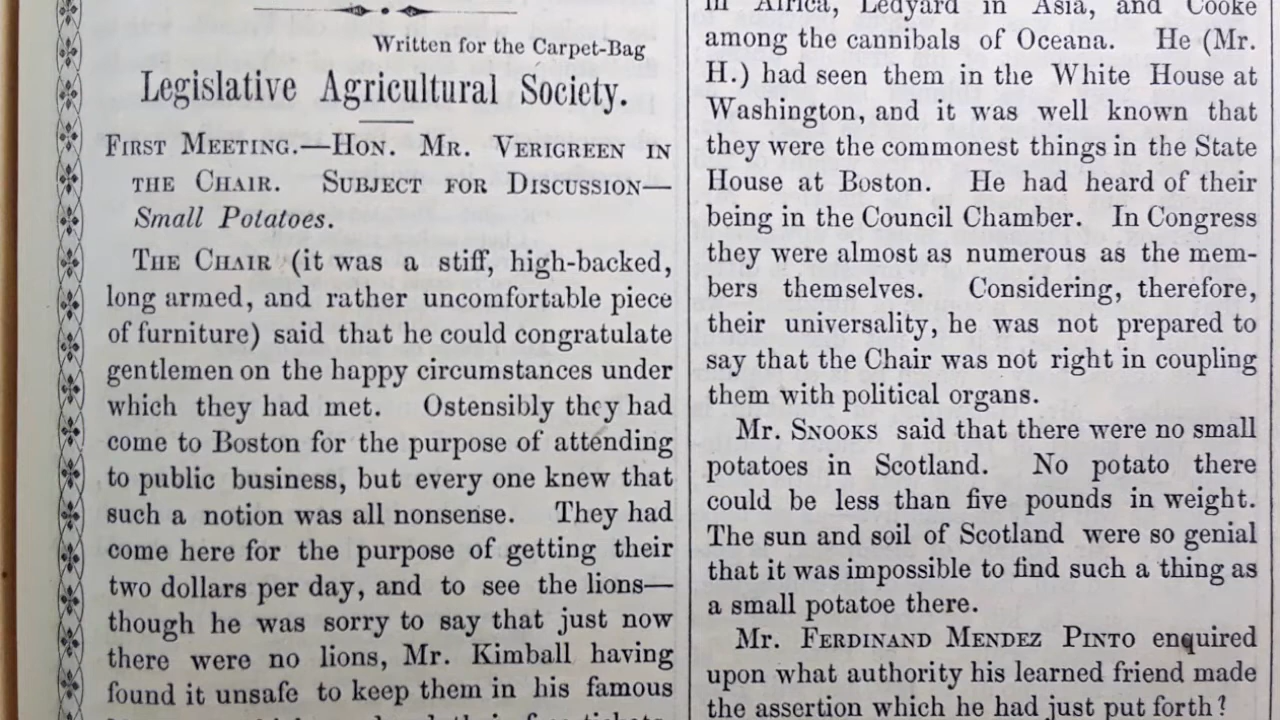 Written for the Carpet-Bag
Legislative Agricultural Society.
First Meeting.—Hon. Mr. Verigreen in
the Chair. Subject for Discussion—
Small Potatoes.
The Chair (it was a stiff, high-backed,
long armed, and rather uncomfortable piece
of furniture) said that he could congratulate
gentlemen on the happy circumstances under
which they had met. Ostensibly they had
come to Boston for the purpose of attending
to public business, but every one knew that
such a notion was all nonsense. They had
come here for the purpose of getting their
two dollars per day, and to see the lions—
though he was sorry to say that just now
there were no lions, Mr. Kimball having
found it unsafe to keep them in his famous
in Africa, Ledyard in Asia, and Cooke
among the cannibals of Oceana. He (Mr.
H.) had seen them in the White House at
Washington, and it was well known that
they were the commonest things in the State
House at Boston. He had heard of their
being in the Council Chamber. In Congress
they were almost as numerous as the mem-
bers themselves. Considering, therefore,
their universality, he was not prepared to
say that the Chair was not right in coupling
them with political organs.
Mr. Snooks said that there were no small
potatoes in Scotland. No potato there
could be less than five pounds in weight.
The sun and soil of Scotland were so genial
that it was impossible to find such a thing as
a small potatoe there.
Mr. Ferdinand Mendez Pinto enquired
upon what authority his learned friend made
the assertion which he had just put forth?